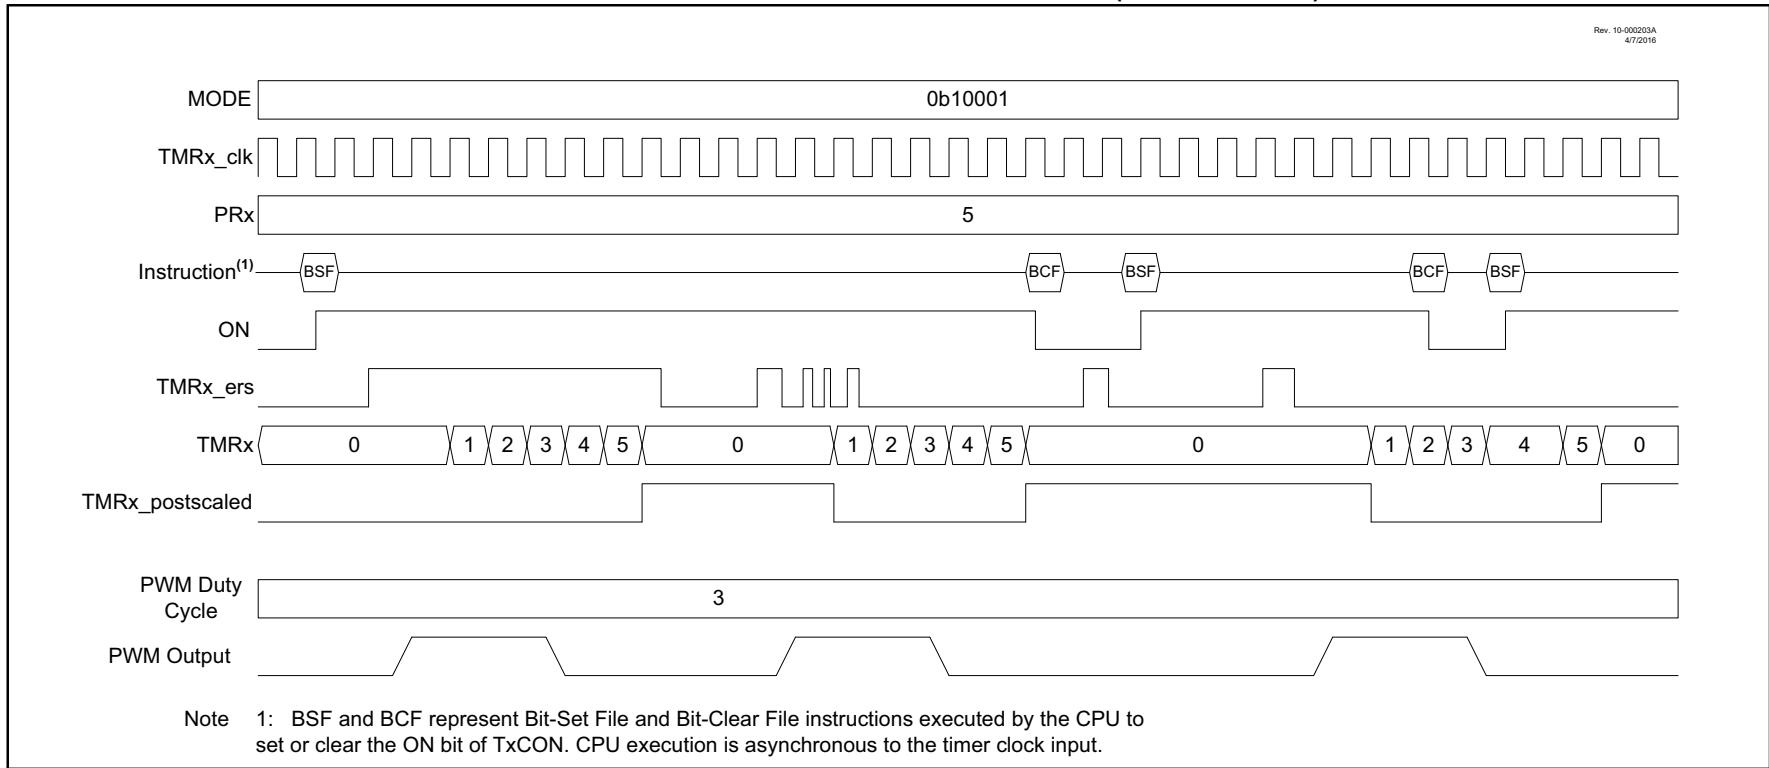 Rev. 10-000203A
4/7/2016
MODE 0b10001
TMRx_clk
PRx 5
Instruction(1) BSF BCF BSF BCF BSF
ON
TMRx_ers
TMRx 0 1 2 3 4 5 0 1 2 3 4 5 0 1 2 3 4 5 0
TMRx_postscaled
PWM Duty
Cycle 3
PWM Output
Note 1: BSF and BCF represent Bit-Set File and Bit-Clear File instructions executed by the CPU to
set or clear the ON bit of TxCON. CPU execution is asynchronous to the timer clock input.